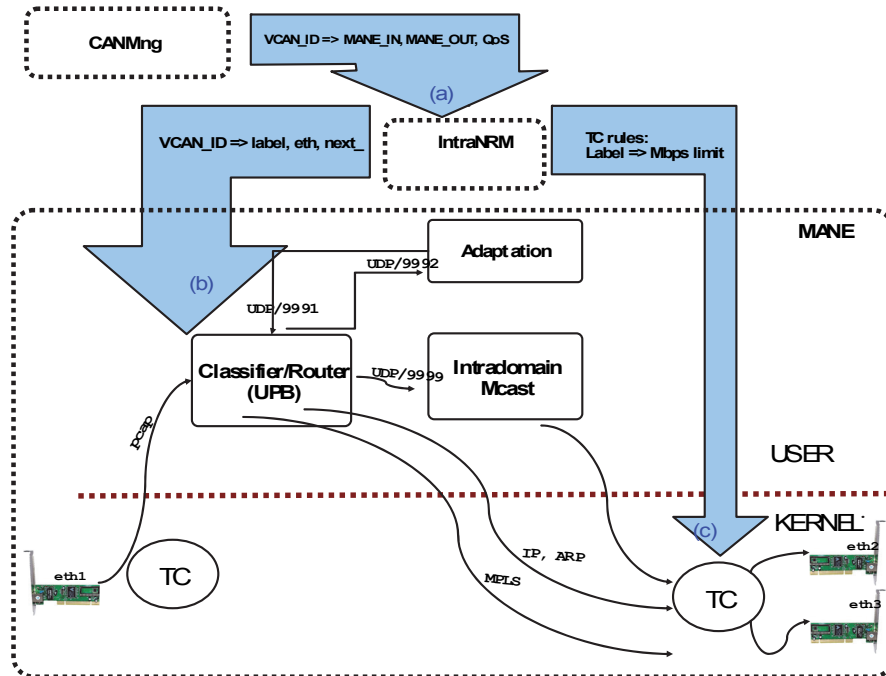 CANMng
VCAN_ID => MANE_IN, MANE_OUT, QoS
(a)
VCAN_ID => label, eth, next_
IntraNRM
TC rules:
Label => Mbps limit
MANE
Adaptation
UDP/9992
(b)
UDP/9991
Classifier/Router
(UPB)
UDP/9999
Intradomain
Mcast
pcap
USER
(c)
KERNEL:
eth1
TC
IP, ARP
MPLS
TC
eth2
eth3